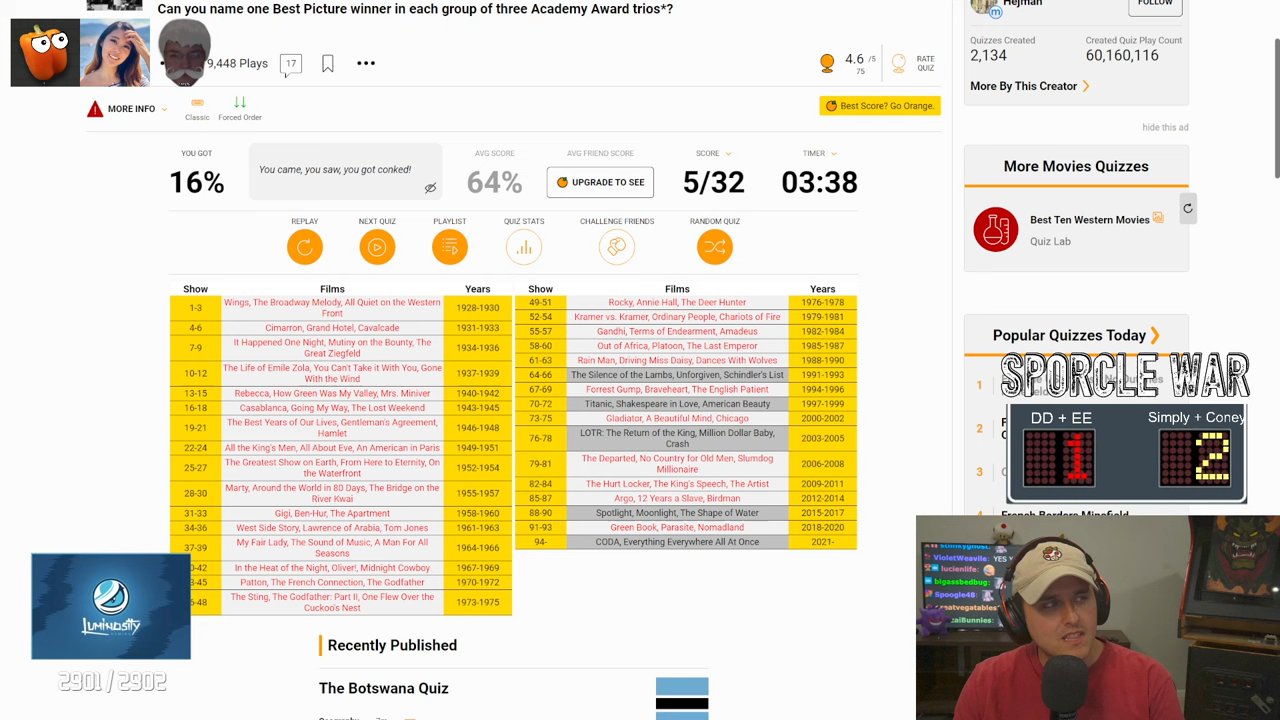 Can you name one Best Picture winner in each group of three Academy Award trios*?
9,448 Plays
17
4.6 /5
75
RATE
QUIZ
MORE INFO
Classic
Forced Order
Best Score? Go Orange.
YOU GOT
16%
You came, you saw, you got conked!
AVG SCORE
64%
AVG FRIEND SCORE
UPGRADE TO SEE
SCORE
5/32
TIMER
03:38
REPLAY
NEXT QUIZ
PLAYLIST
QUIZ STATS
CHALLENGE FRIENDS
RANDOM QUIZ
Show Films Years
1-3 Wings, The Broadway Melody, All Quiet on the Western Front 1928-1930
4-6 Cimarron, Grand Hotel, Cavalcade 1931-1933
7-9 It Happened One Night, Mutiny on the Bounty, The Great Ziegfeld 1934-1936
10-12 The Life of Emile Zola, You Can't Take it With You, Gone With the Wind 1937-1939
13-15 Rebecca, How Green Was My Valley, Mrs. Miniver 1940-1942
16-18 Casablanca, Going My Way, The Lost Weekend 1943-1945
19-21 The Best Years of Our Lives, Gentleman's Agreement, Hamlet 1946-1948
22-24 All the King's Men, All About Eve, An American in Paris 1949-1951
25-27 The Greatest Show on Earth, From Here to Eternity, On the Waterfront 1952-1954
28-30 Marty, Around the World in 80 Days, The Bridge on the River Kwai 1955-1957
31-33 Gigi, Ben-Hur, The Apartment 1958-1960
34-36 West Side Story, Lawrence of Arabia, Tom Jones 1961-1963
37-39 My Fair Lady, The Sound of Music, A Man For All Seasons 1964-1966
0-42 In the Heat of the Night, Oliver!, Midnight Cowboy 1967-1969
3-45 Patton, The French Connection, The Godfather 1970-1972
6-48 The Sting, The Godfather: Part II, One Flew Over the Cuckoo's Nest 1973-1975
Show Films Years
49-51 Rocky, Annie Hall, The Deer Hunter 1976-1978
52-54 Kramer vs. Kramer, Ordinary People, Chariots of Fire 1979-1981
55-57 Gandhi, Terms of Endearment, Amadeus 1982-1984
58-60 Out of Africa, Platoon, The Last Emperor 1985-1987
61-63 Rain Man, Driving Miss Daisy, Dances With Wolves 1988-1990
64-66 The Silence of the Lambs, Unforgiven, Schindler's List 1991-1993
67-69 Forrest Gump, Braveheart, The English Patient 1994-1996
70-72 Titanic, Shakespeare in Love, American Beauty 1997-1999
73-75 Gladiator, A Beautiful Mind, Chicago 2000-2002
76-78 LOTR: The Return of the King, Million Dollar Baby, Crash 2003-2005
79-81 The Departed, No Country for Old Men, Slumdog Millionaire 2006-2008
82-84 The Hurt Locker, The King's Speech, The Artist 2009-2011
85-87 Argo, 12 Years a Slave, Birdman 2012-2014
88-90 Spotlight, Moonlight, The Shape of Water 2015-2017
91-93 Green Book, Parasite, Nomadland 2018-2020
94- CODA, Everything Everywhere All At Once 2021-
Recently Published
The Botswana Quiz
LUMINOSITY
GAMING
2901 / 2902
Hejman
FOLLOW
Quizzes Created
2,134
Created Quiz Play Count
60,160,116
More By This Creator
hide this ad
More Movies Quizzes
Best Ten Western Movies
Quiz Lab
Popular Quizzes Today
1
2
3
SPORCLE WAR
DD + EE
1
Simply + Coney
2
French Borders Minefield
VioletWeavile: YES
lucienlife:
bigassbedbug:
Spoogle48: